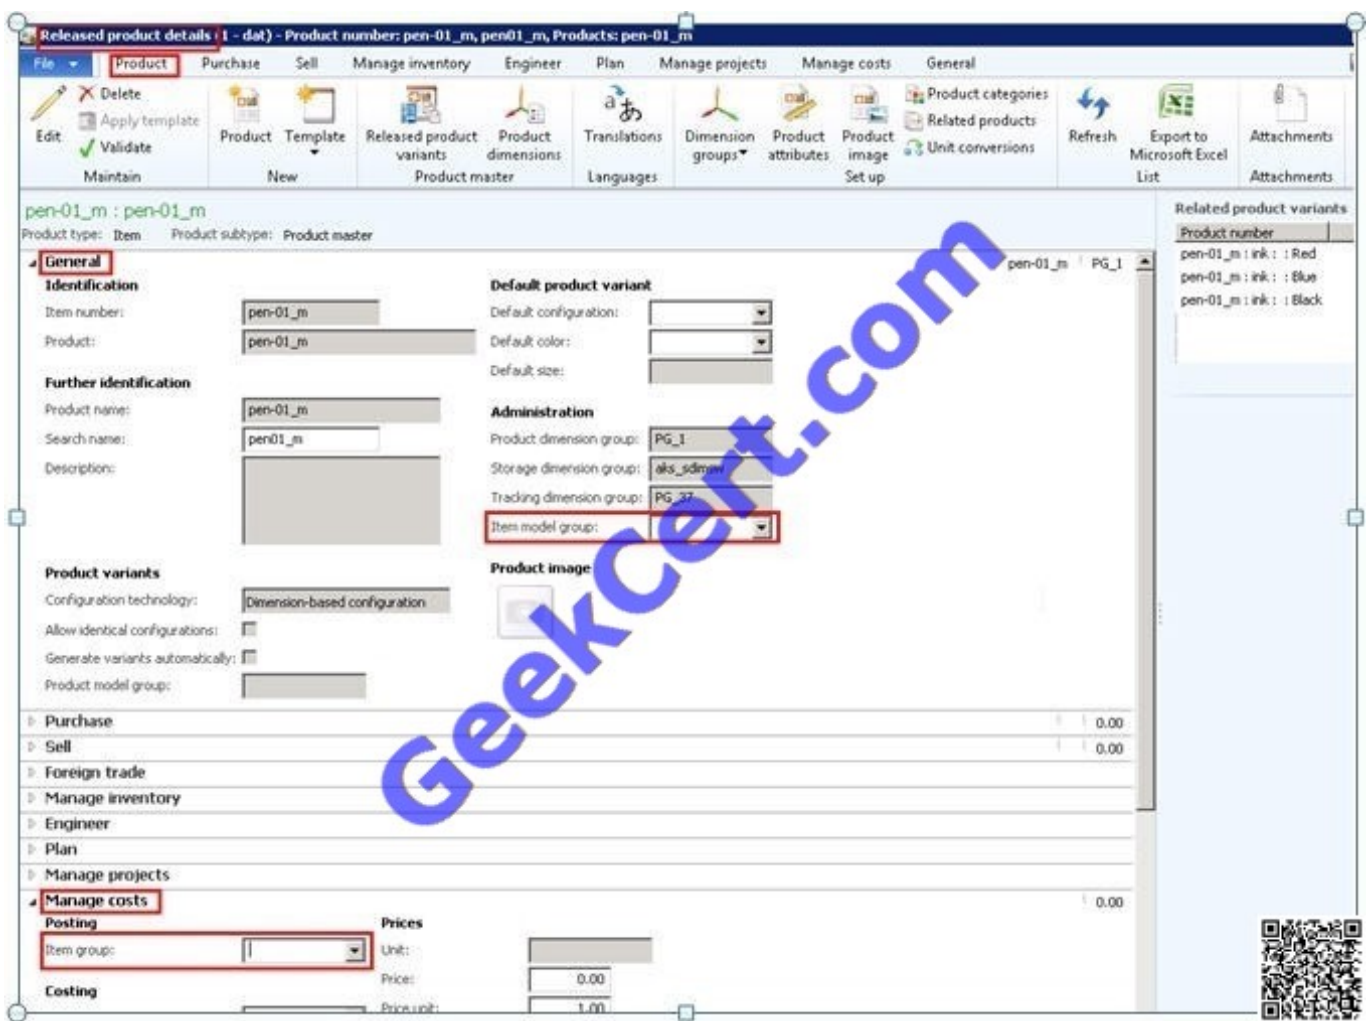 Released product details (1 - dat) - Product number: pen-01_m, pen01_m, Products: pen-01_m
File Product Purchase Sell Manage inventory Engineer Plan Manage projects Manage costs General
Edit
Delete
Apply template
Validate
Maintain
Product Template
New
Released product variants
Product dimensions
Product master
Translations
Languages
Dimension groups
Product attributes
Product image
Product categories
Related products
Unit conversions
Set up
Refresh
Export to Microsoft Excel
List
Attachments
Attachments
pen-01_m : pen-01_m
Product type: Item Product subtype: Product master
General pen-01_m PG_1
Identification
Item number: pen-01_m
Product: pen-01_m
Further identification
Product name: pen-01_m
Search name: pen01_m
Description:
Product variants
Configuration technology: Dimension-based configuration
Allow identical configurations:
Generate variants automatically:
Product model group:
Default product variant
Default configuration:
Default color:
Default size:
Administration
Product dimension group: PG_1
Storage dimension group:
Tracking dimension group: PG_37
Item model group:
Product image
Purchase 0.00
Sell 0.00
Foreign trade
Manage inventory
Engineer
Plan
Manage projects
Manage costs 0.00
Posting
Item group:
Costing
Prices
Unit:
Price: 0.00
Price unit: 1.00
Related product variants
Product number
pen-01_m : ink : : Red
pen-01_m : ink : : Blue
pen-01_m : ink : : Black
GeekCert.com